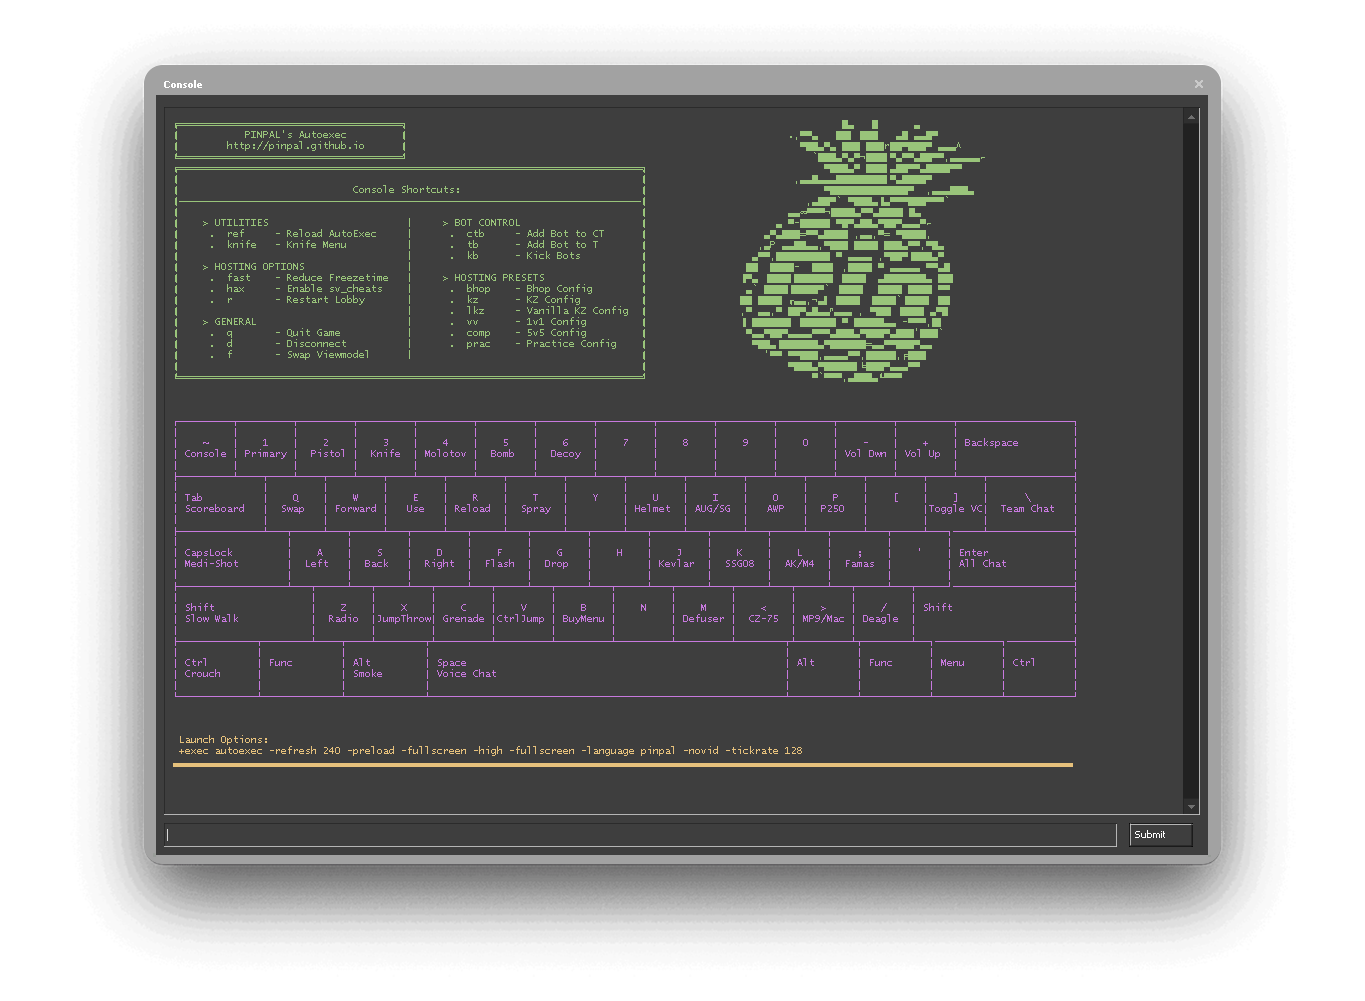 Console
PINPAL's Autoexec
http://pinpal.github.io
Console Shortcuts:
> UTILITIES | > BOT CONTROL
. ref - Reload AutoExec | . ctb - Add Bot to CT
. knife - Knife Menu | . tb - Add Bot to T
| . kb - Kick Bots
> HOSTING OPTIONS |
. fast - Reduce Freezetime | > HOSTING PRESETS
. hax - Enable sv_cheats | . bhop - Bhop Config
. r - Restart Lobby | . kz - KZ Config
| . lkz - Vanilla KZ Config
> GENERAL | . vv - 1v1 Config
. q - Quit Game | . comp - 5v5 Config
. d - Disconnect | . prac - Practice Config
. f - Swap Viewmodel |
~ 1 2 3 4 5 6 7 8 9 0 - + Backspace
Console Primary Pistol Knife Molotov Bomb Decoy Vol Dwn Vol Up
Tab Q W E R T Y U I O P [ ] \
Scoreboard Swap Forward Use Reload Spray Helmet AUG/SG AWP P250 Toggle VC Team Chat
CapsLock A S D F G H J K L ; ' Enter
Medi-Shot Left Back Right Flash Drop Kevlar SSG08 AK/M4 Famas All Chat
Shift Z X C V B N M < > / Shift
Slow Walk Radio JumpThrow Grenade CtrlJump BuyMenu Defuser CZ-75 MP9/Mac Deagle
Ctrl Func Alt Space Alt Func Menu Ctrl
Crouch Smoke Voice Chat
Launch Options:
+exec autoexec -refresh 240 -preload -fullscreen -high -fullscreen -language pinpal -novid -tickrate 128
Submit